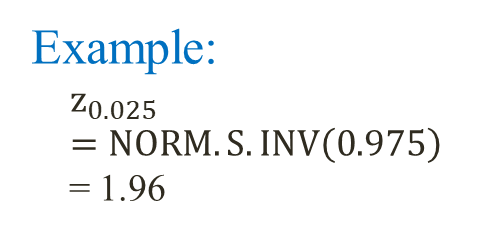 Example:
z₀.₀₂₅
= NORM. S. INV(0.975)
= 1.96